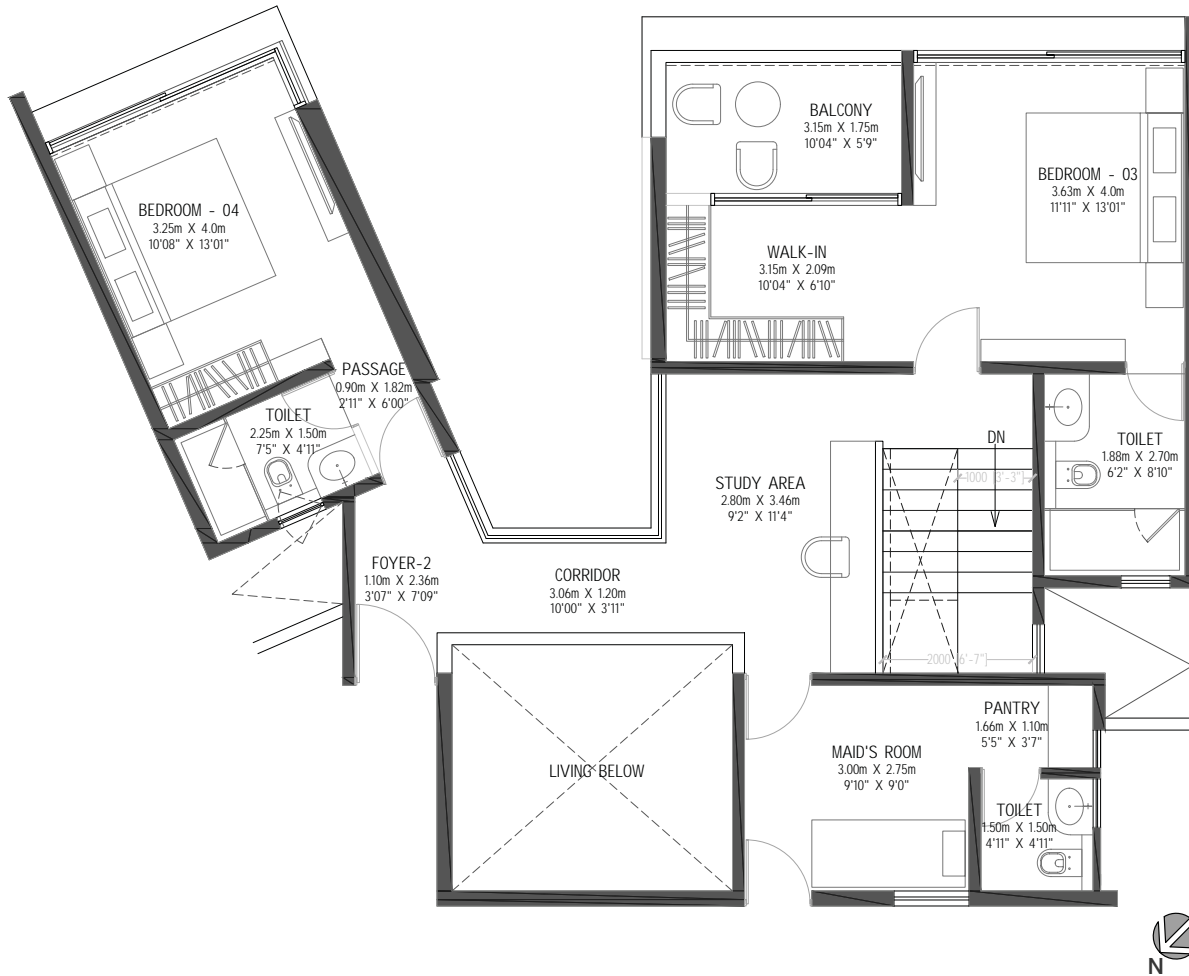 BALCONY
3.15m X 1.75m
10'04" X 5'9"
BEDROOM - 03
3.63m X 4.0m
11'11" X 13'01"
BEDROOM - 04
3.25m X 4.0m
10'08" X 13'01"
WALK-IN
3.15m X 2.09m
10'04" X 6'10"
PASSAGE
0.90m X 1.82m
2'11" X 6'00"
TOILET
2.25m X 1.50m
7'5" X 4'11"
DN
TOILET
1.88m X 2.70m
6'2" X 8'10"
1000 [3'-3"]
STUDY AREA
2.80m X 3.46m
9'2" X 11'4"
FOYER-2
1.10m X 2.36m
3'07" X 7'09"
CORRIDOR
3.06m X 1.20m
10'00" X 3'11"
2000 [6'-7"]
PANTRY
1.66m X 1.10m
5'5" X 3'7"
MAID'S ROOM
3.00m X 2.75m
9'10" X 9'0"
LIVING BELOW
TOILET
1.50m X 1.50m
4'11" X 4'11"
N